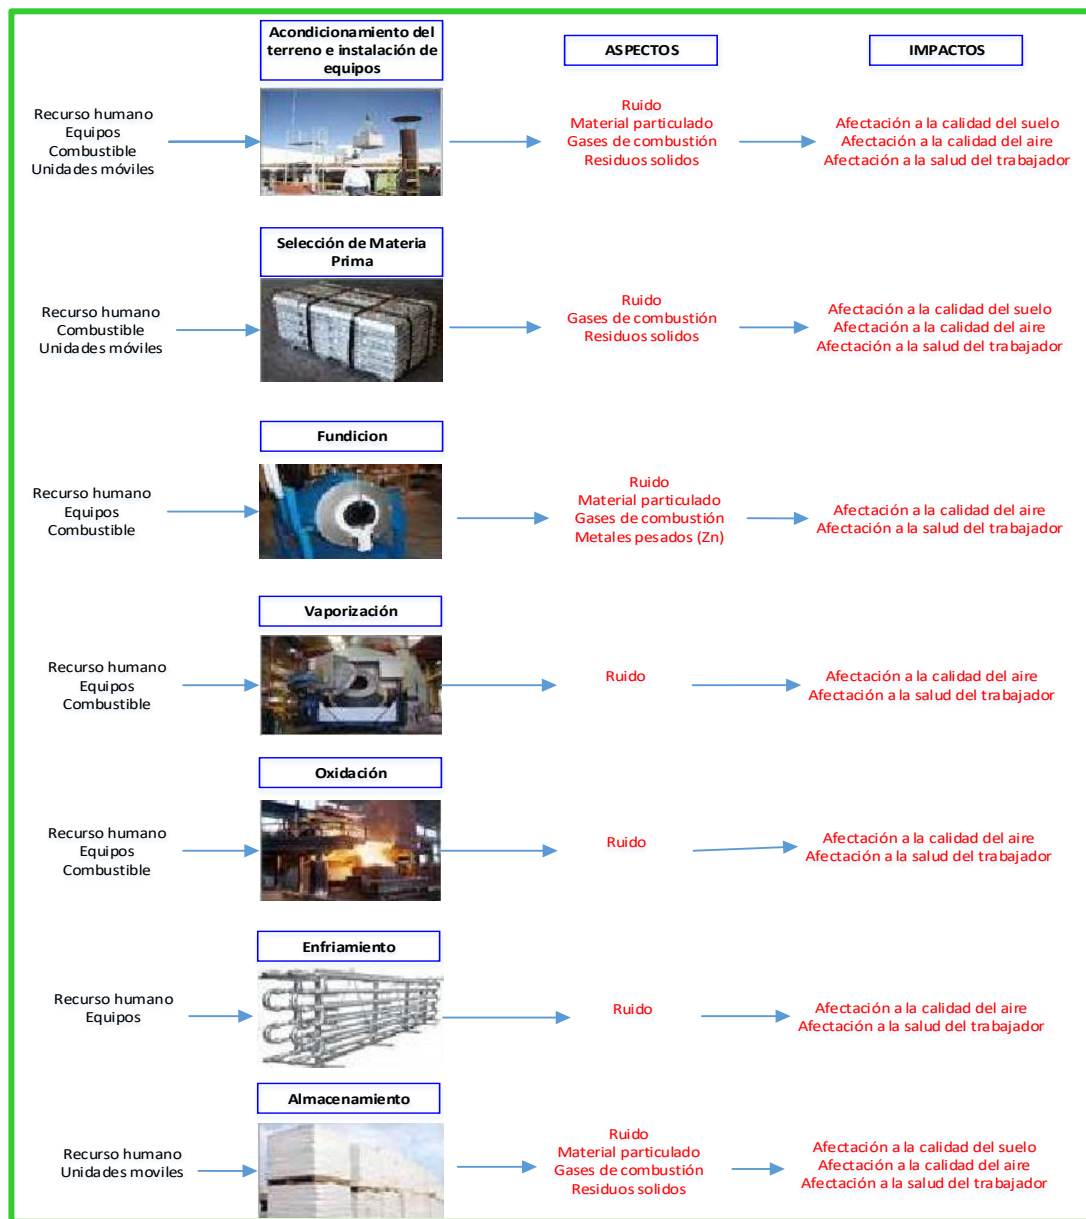 Acondicionamiento del
terreno e instalación de
equipos
ASPECTOS
IMPACTOS
Recurso humano
Equipos
Combustible
Unidades móviles
Ruido
Material particulado
Gases de combustión
Residuos solidos
Afectación a la calidad del suelo
Afectación a la calidad del aire
Afectación a la salud del trabajador
Selección de Materia
Prima
Recurso humano
Combustible
Unidades móviles
Ruido
Gases de combustión
Residuos solidos
Afectación a la calidad del suelo
Afectación a la calidad del aire
Afectación a la salud del trabajador
Fundicion
Recurso humano
Equipos
Combustible
Ruido
Material particulado
Gases de combustión
Metales pesados (Zn)
Afectación a la calidad del aire
Afectación a la salud del trabajador
Vaporización
Recurso humano
Equipos
Combustible
Ruido
Afectación a la calidad del aire
Afectación a la salud del trabajador
Oxidación
Recurso humano
Equipos
Combustible
Ruido
Afectación a la calidad del aire
Afectación a la salud del trabajador
Enfriamiento
Recurso humano
Equipos
Ruido
Afectación a la calidad del aire
Afectación a la salud del trabajador
Almacenamiento
Recurso humano
Unidades moviles
Ruido
Material particulado
Gases de combustión
Residuos solidos
Afectación a la calidad del suelo
Afectación a la calidad del aire
Afectación a la salud del trabajador